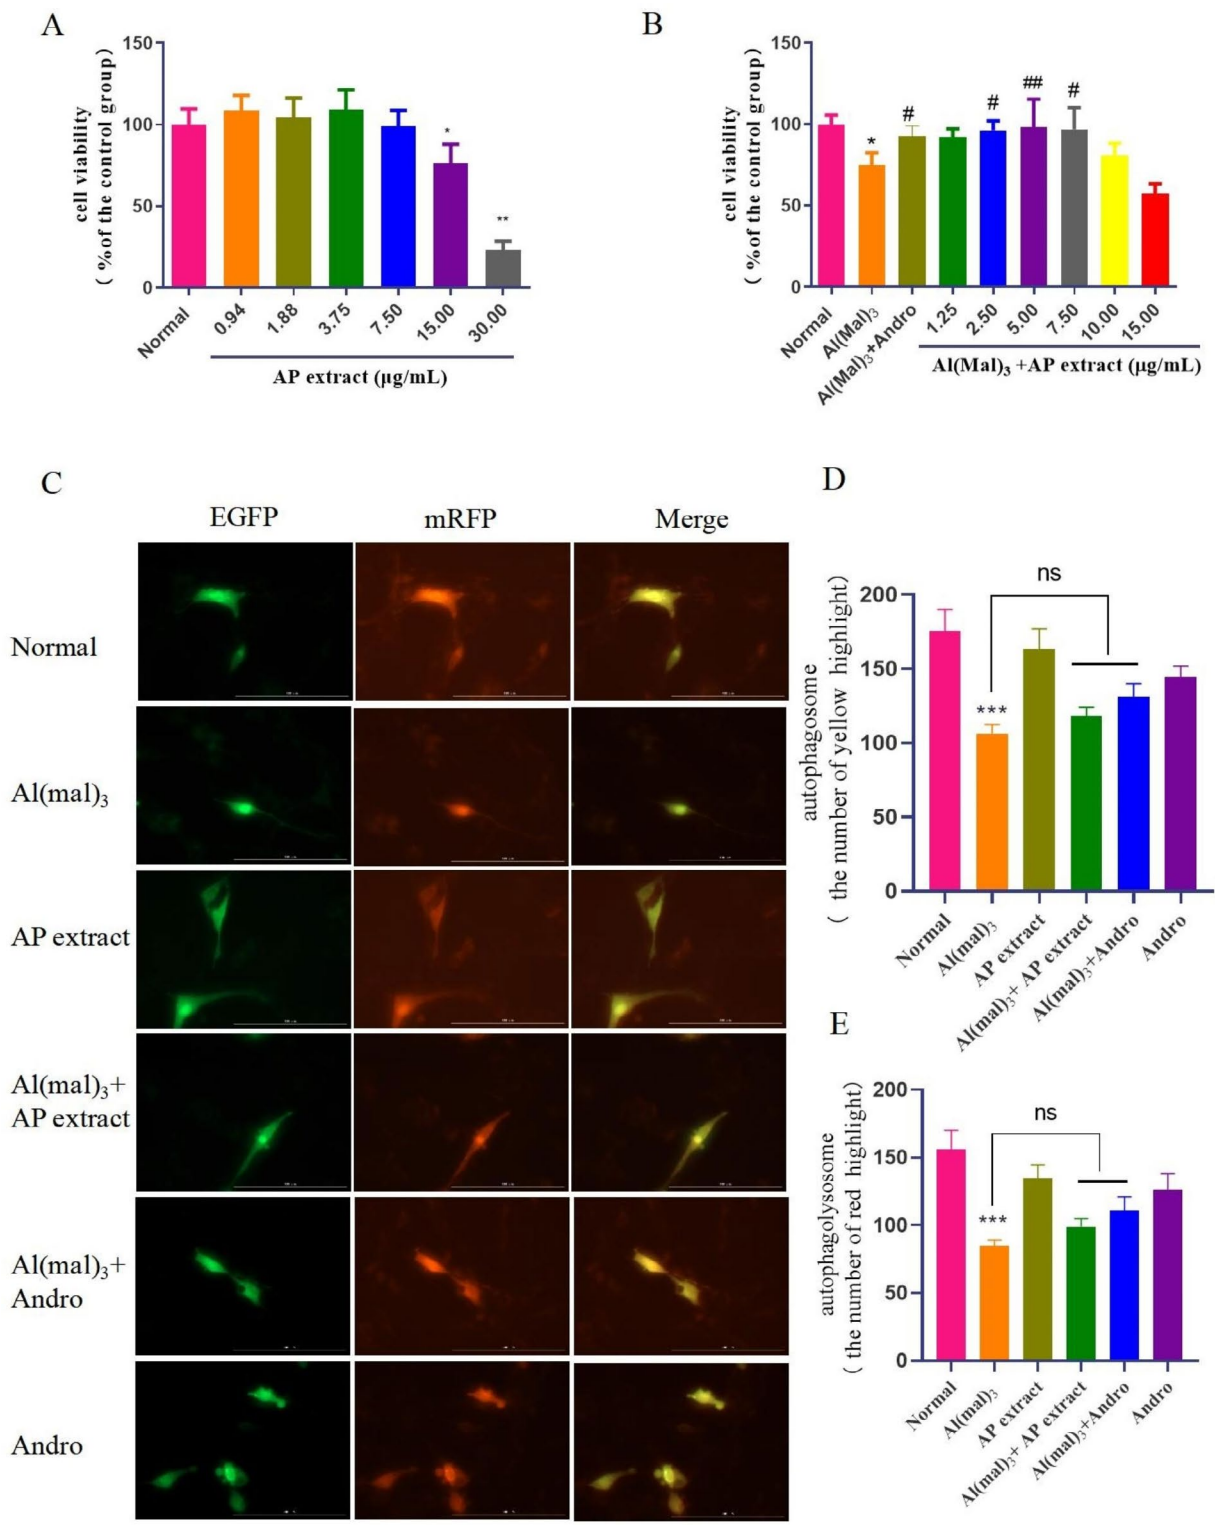 A
cell viability
( %of the control group)
150
100
50
0
*
**
Normal
0.94
1.88
3.75
7.50
15.00
30.00
AP extract (μg/mL)
B
cell viability
( %of the control group)
150
100
50
0
*
#
#
##
#
Normal
Al(Mal)3
Al(Mal)3+Andro
1.25
2.50
5.00
7.50
10.00
15.00
Al(Mal)3 +AP extract (μg/mL)
C
EGFP
mRFP
Merge
Normal
Al(mal)3
AP extract
Al(mal)3+
AP extract
Al(mal)3+
Andro
Andro
D
autophagosome
( the number of yellow highlight)
200
150
100
50
0
ns
***
Normal
Al(mal)3
AP extract
Al(mal)3+ AP extract
Al(mal)3+Andro
Andro
E
autophagolysosome
( the number of red highlight)
200
150
100
50
0
ns
***
Normal
Al(mal)3
AP extract
Al(mal)3+ AP extract
Al(mal)3+Andro
Andro